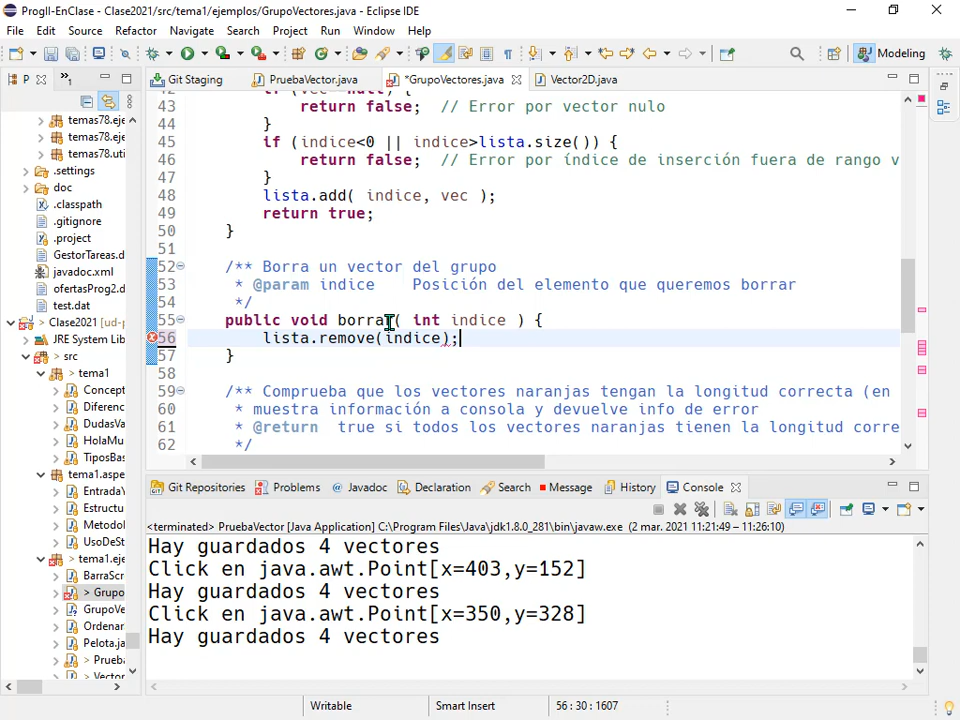 ProgII-EnClase - Clase2021/src/tema1/ejemplos/GrupoVectores.java - Eclipse IDE
File Edit Source Refactor Navigate Search Project Run Window Help
Modeling
P Git Staging PruebaVector.java *GrupoVectores.java Vector2D.java
temas78.eje
temas78.eje
temas78.uti
.settings
doc
.classpath
.gitignore
.project
GestorTareas.d
javadoc.xml
ofertasProg2.d
test.dat
Clase2021 [ud-p
JRE System Lib
src
tema1
Concept
Diferenc
DudasVa
HolaMu
TiposBas
tema1.aspe
EntradaY
Estructu
Metodol
UsoDeSt
tema1.eje
BarraScr
> Grupo
GrupoVe
Ordenar
Pelota.ja
> Prueb
Vector
43 return false; // Error por vector nulo
44 }
45 if (indice<0 || indice>lista.size()) {
46 return false; // Error por índice de inserción fuera de rango v
47 }
48 lista.add( indice, vec );
49 return true;
50 }
51
52 /** Borra un vector del grupo
53 * @param indice Posición del elemento que queremos borrar
54 */
55 public void borrar( int indice ) {
56 lista.remove(indice);
57 }
58
59 /** Comprueba que los vectores naranjas tengan la longitud correcta (en
60 * muestra información a consola y devuelve info de error
61 * @return true si todos los vectores naranjas tienen la longitud corre
62 */
Git Repositories Problems Javadoc Declaration Search Message History Console
<terminated> PruebaVector [Java Application] C:\Program Files\Java\jdk1.8.0_281\bin\javaw.exe (2 mar. 2021 11:21:49 – 11:26:10)
Hay guardados 4 vectores
Click en java.awt.Point[x=403,y=152]
Hay guardados 4 vectores
Click en java.awt.Point[x=350,y=328]
Hay guardados 4 vectores
Writable Smart Insert 56 : 30 : 1607